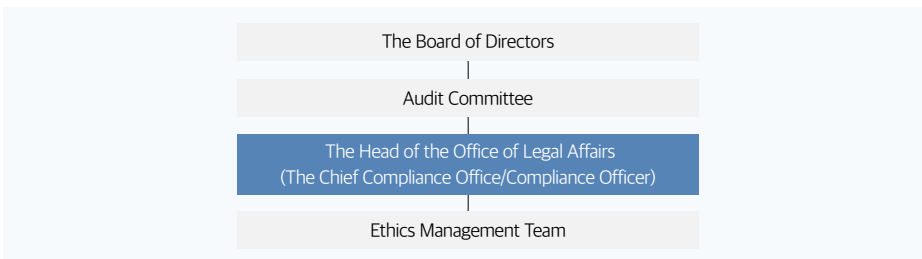 The Board of Directors
Audit Committee
The Head of the Office of Legal Affairs
(The Chief Compliance Office/Compliance Officer)
Ethics Management Team